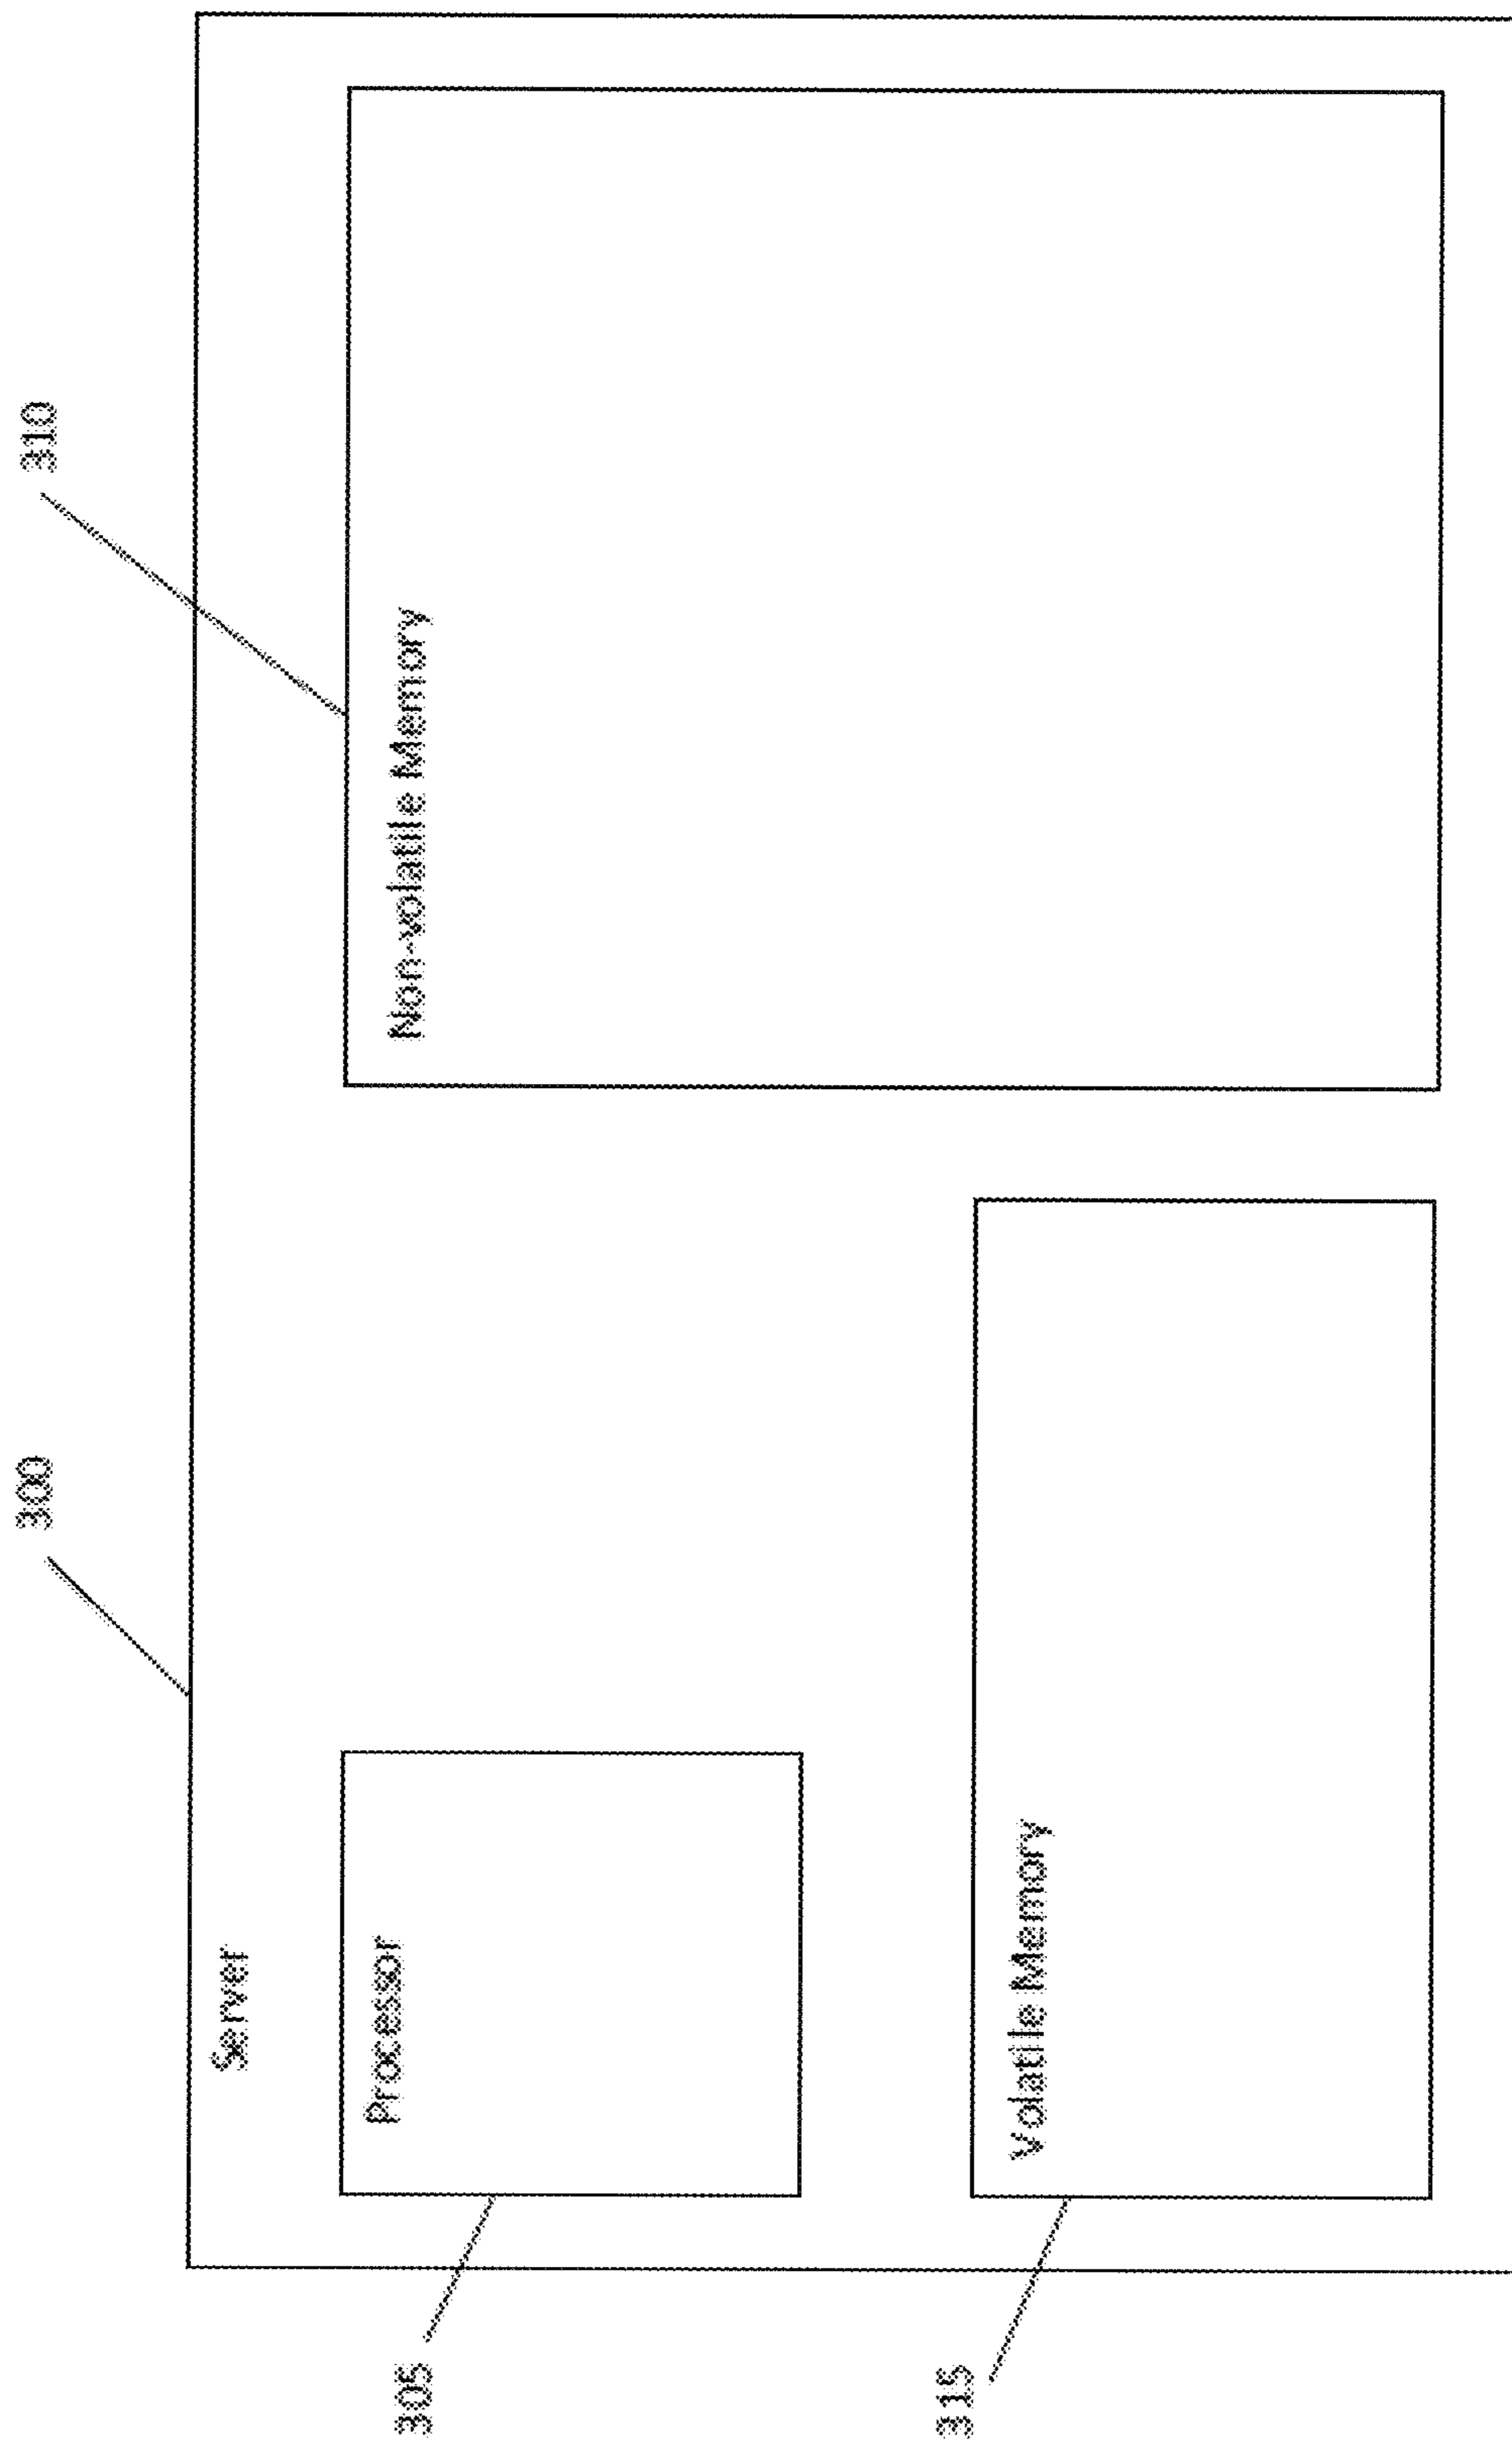 300
310
Server
Processor
Non-volatile Memory
305
Volatile Memory
315